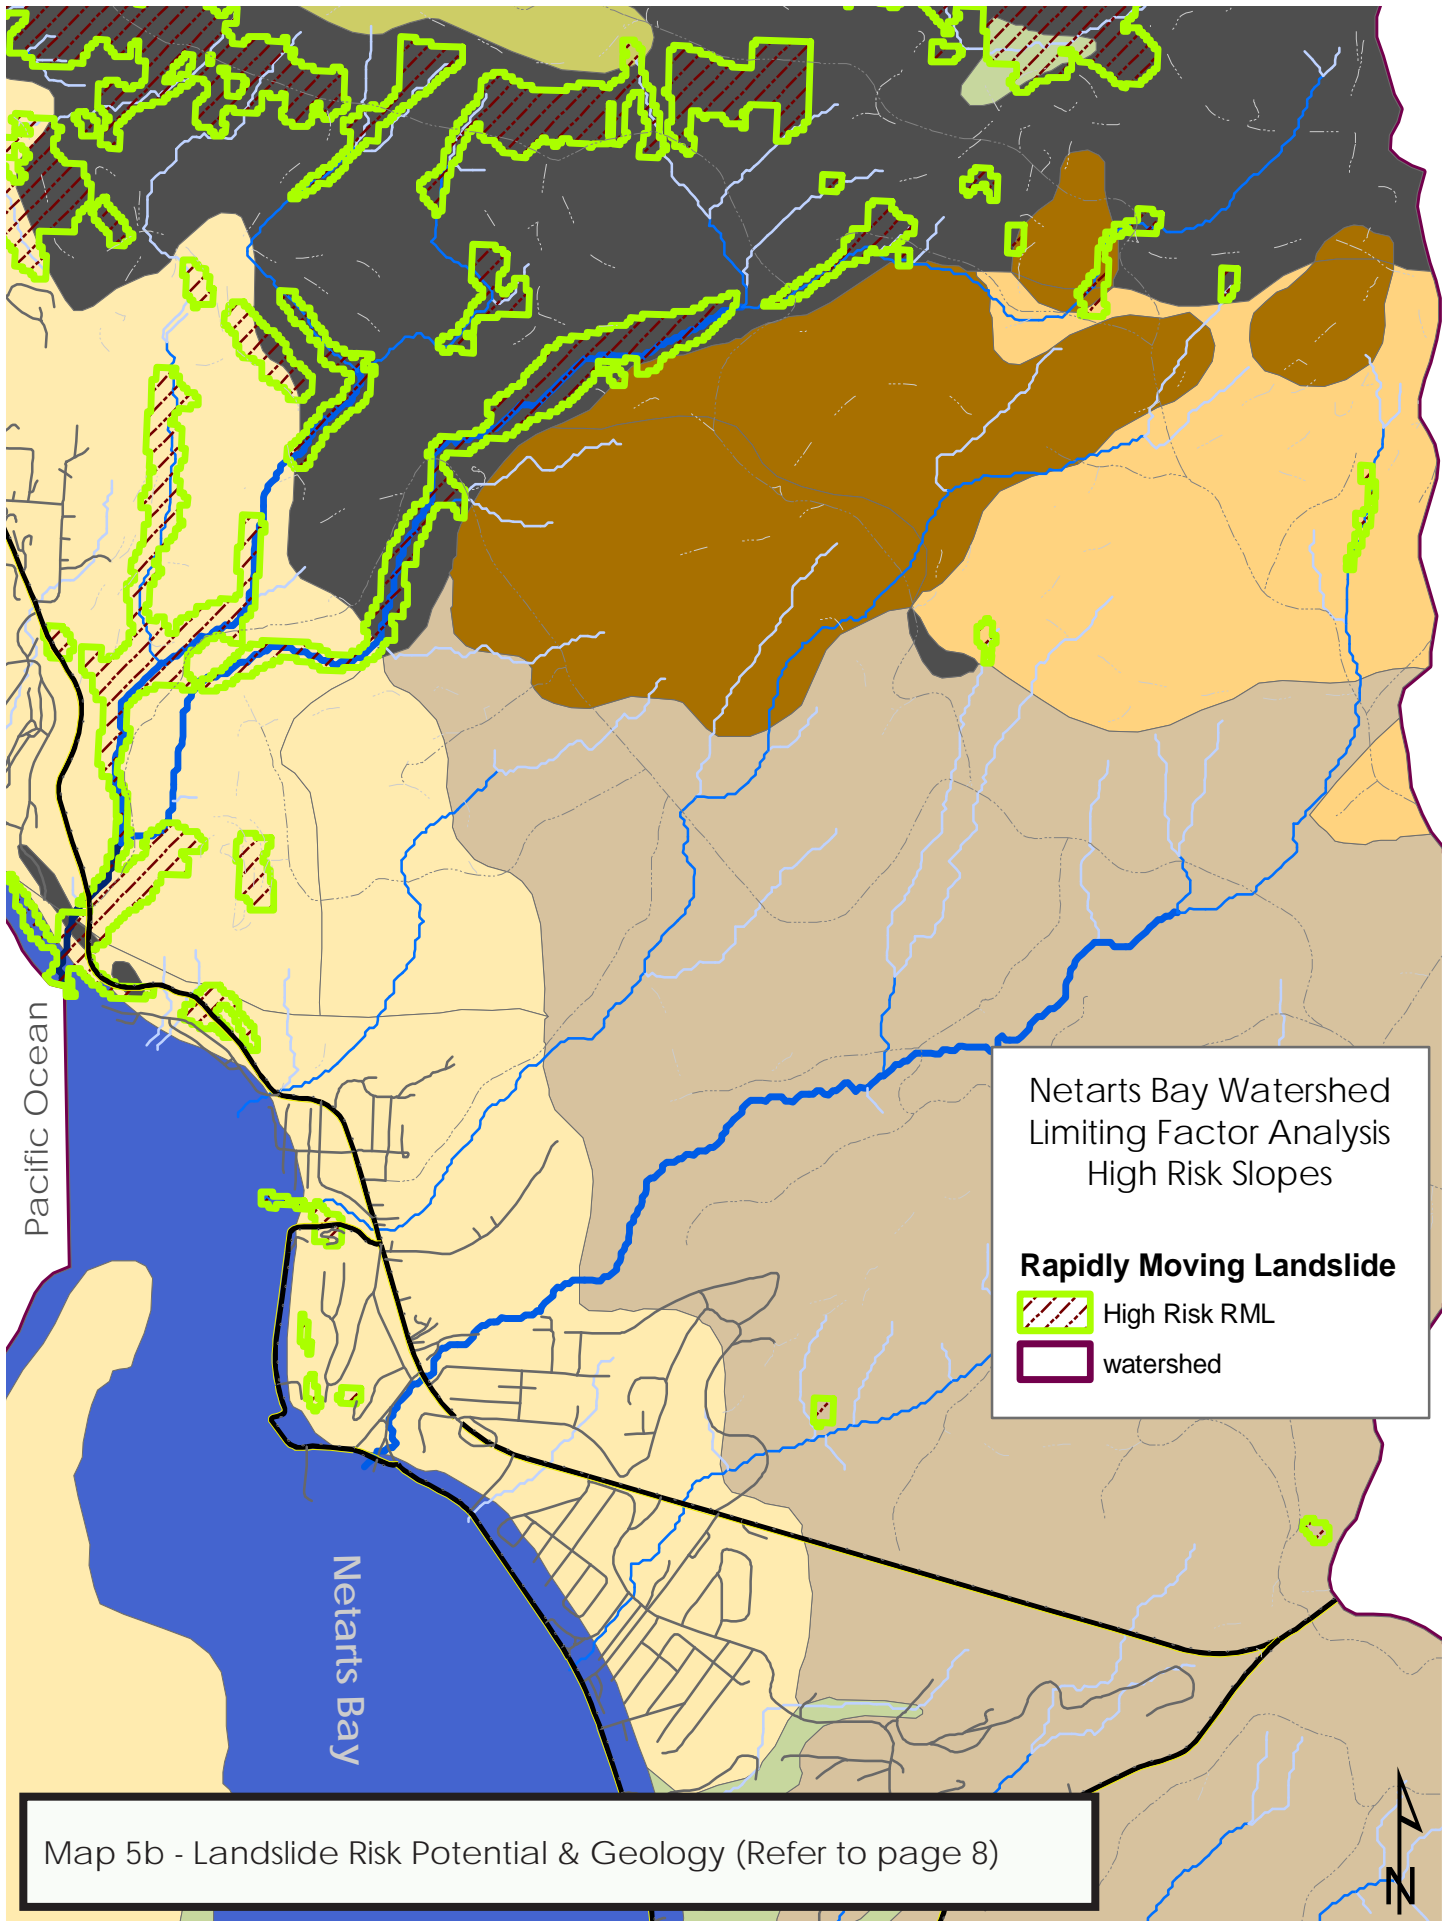 Pacific Ocean
Netarts Bay Watershed
Limiting Factor Analysis
High Risk Slopes
Rapidly Moving Landslide
High Risk RML
watershed
Netarts Bay
Map 5b - Landslide Risk Potential & Geology (Refer to page 8)
N